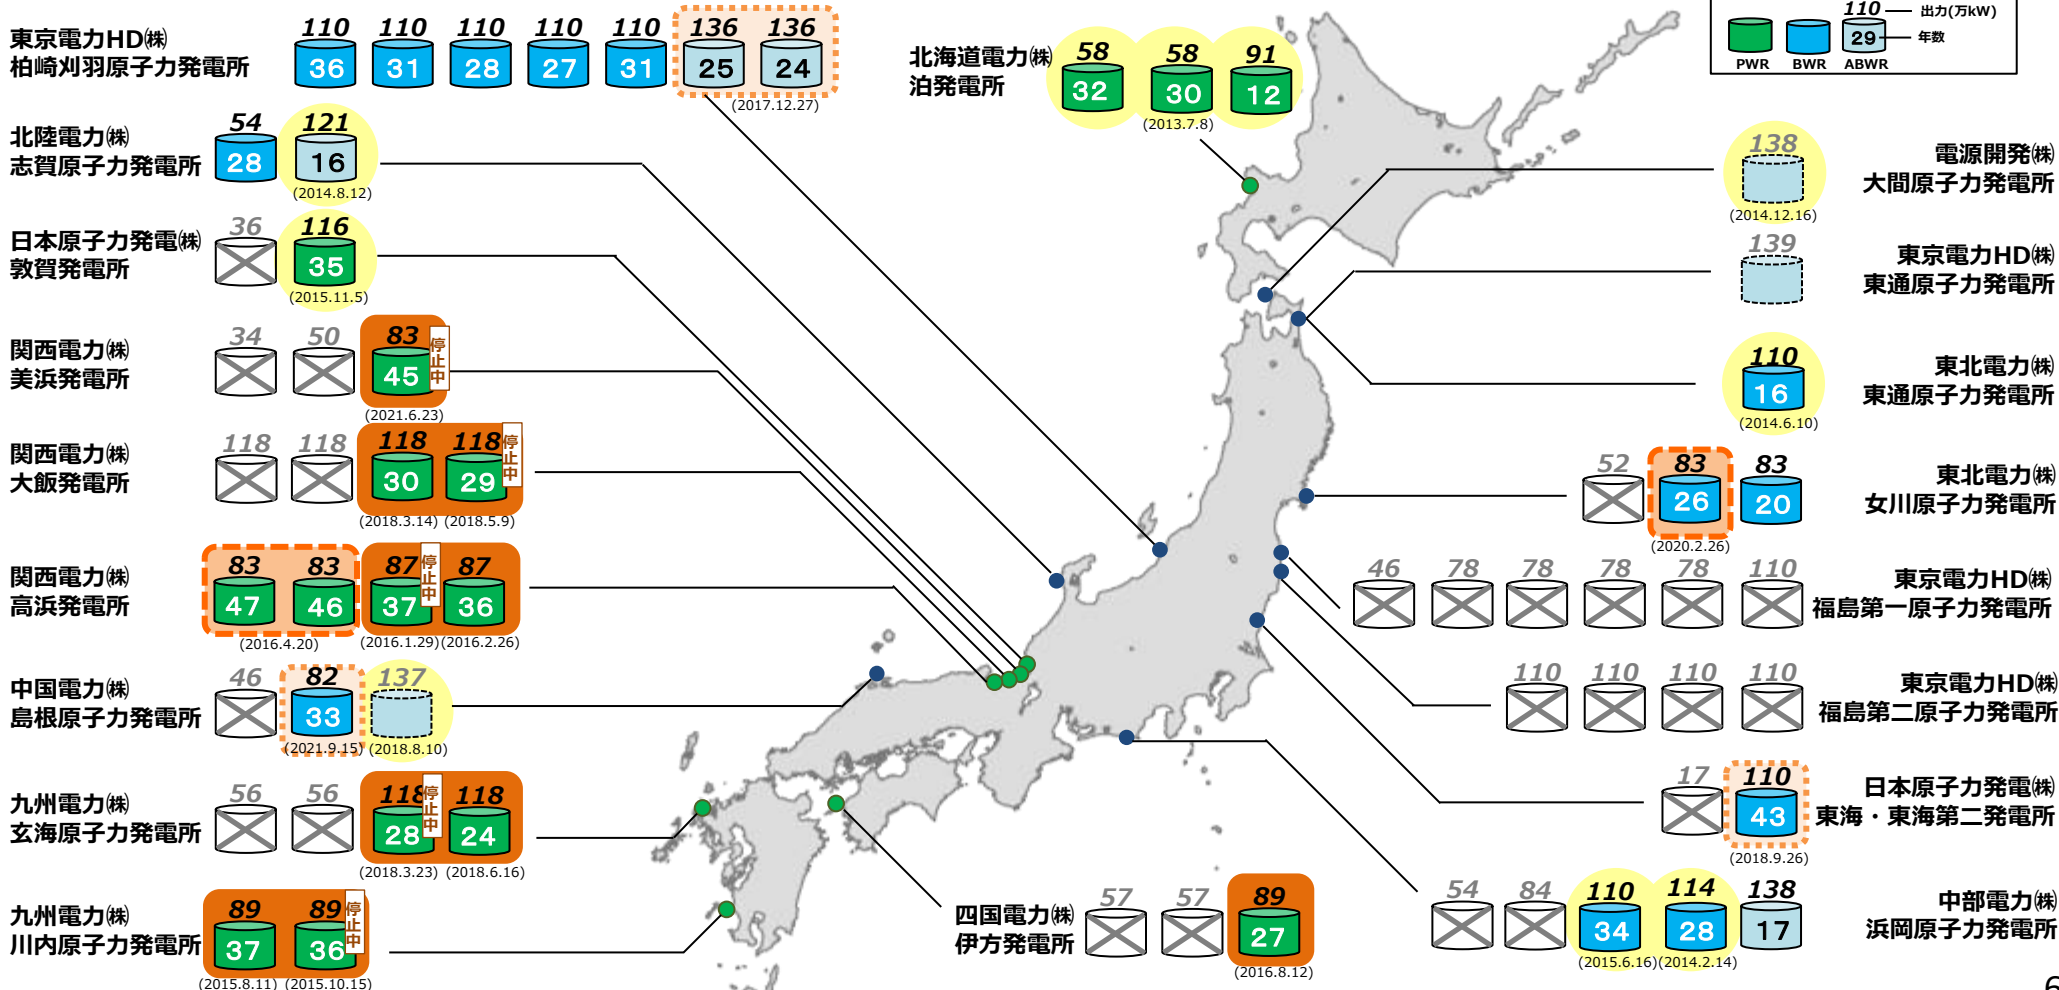 東京電力HD㈱
柏崎刈羽原子力発電所
110 110 110 110 110 136 136
36 31 28 27 31 25 24
(2017.12.27)
北陸電力㈱
志賀原子力発電所
54 121
28 16
(2014.8.12)
日本原子力発電㈱
敦賀発電所
36 116
35
(2015.11.5)
関西電力㈱
美浜発電所
34 50 83
45
停止中
(2021.6.23)
関西電力㈱
大飯発電所
118 118 118 118
30 29
停止中
(2018.3.14) (2018.5.9)
関西電力㈱
高浜発電所
83 83 87 87
47 46 37 36
停止中
(2016.4.20) (2016.1.29) (2016.2.26)
中国電力㈱
島根原子力発電所
46 82 137
33
(2021.9.15) (2018.8.10)
九州電力㈱
玄海原子力発電所
56 56 118 118
28 24
停止中
(2018.3.23) (2018.6.16)
九州電力㈱
川内原子力発電所
89 89
37 36
停止中
(2015.8.11) (2015.10.15)
北海道電力㈱
泊発電所
58 58 91
32 30 12
(2013.7.8)
110 出力(万kW)
29 年数
PWR BWR ABWR
138
電源開発㈱
大間原子力発電所
(2014.12.16)
139
東京電力HD㈱
東通原子力発電所
110
16
東北電力㈱
東通原子力発電所
(2014.6.10)
52 83 83
26 20
東北電力㈱
女川原子力発電所
(2020.2.26)
46 78 78 78 78 110
東京電力HD㈱
福島第一原子力発電所
110 110 110 110
東京電力HD㈱
福島第二原子力発電所
17 110
43
日本原子力発電㈱
東海・東海第二発電所
(2018.9.26)
54 84 110 114 138
34 28 17
中部電力㈱
浜岡原子力発電所
(2015.6.16) (2014.2.14)
四国電力㈱
伊方発電所
57 57 89
27
(2016.8.12)
6